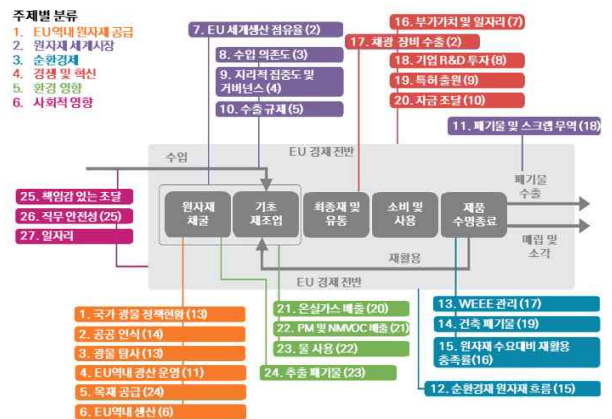 주제별 분류
1. EU역내 원자재 공급
2. 원자재 세계시장
3. 순환경제
4. 경쟁 및 혁신
5. 환경 영향
6. 사회적 영향
7. EU 세계생산 점유율 (2)
8. 수입 의존도 (3)
9. 지리적 집중도 및
거버넌스 (4)
10. 수출 규제 (5)
16. 부가가치 및 일자리 (7)
17. 채광 장비 수출 (2)
18. 기업 R&D 투자 (8)
19. 특허 출원 (9)
20. 자금 조달 (10)
11. 폐기물 및 스크랩 무역 (18)
EU 경제 전반
수입
원자재
채굴
기초
제조업
최종재 및
유통
소비 및
사용
제품
수명종료
폐기물
수출
매립 및
소각
재활용
EU 경제 전반
25. 책임감 있는 조달
26. 직무 안전성 (25)
27. 일자리
1. 국가 광물 정책현황 (13)
2. 공공 인식 (14)
3. 광물 탐사 (13)
4. EU역내 광산 운영 (11)
5. 목재 공급 (24)
6. EU역내 생산 (6)
21. 온실가스 배출 (20)
22. PM 및 NMVOC 배출 (21)
23. 물 사용 (22)
24. 추출 폐기물 (23)
13. WEEE 관리 (17)
14. 건축 폐기물 (19)
15. 원자재 수요대비 재활용
충족률 (16)
12. 순환경제 원자재 흐름 (15)